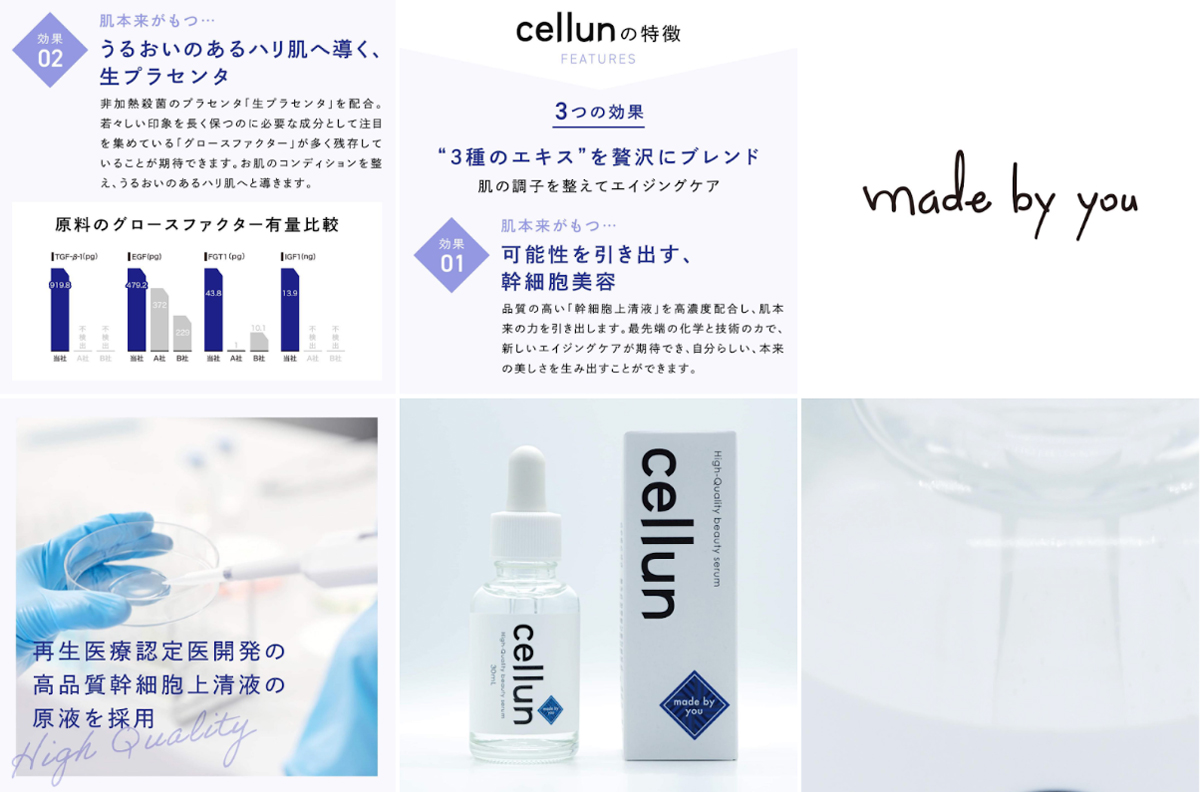 効果
02
肌本来がもつ…
うるおいのあるハリ肌へ導く、
生プラセンタ
非加熱殺菌のプラセンタ「生プラセンタ」を配合。
若々しい印象を長く保つのに必要な成分として注目
を集めている「グロースファクター」が多く残存して
いることが期待できます。お肌のコンディションを整
え、うるおいのあるハリ肌へと導きます。
原料のグロースファクター有量比較
TGF-β-1(pg)
EGF(pg)
FGT1(pg)
IGF1(ng)
919.8
不検出
不検出
479.2
372
229
43.8
1
10.1
13.9
不検出
不検出
当社 A社 B社
当社 A社 B社
当社 A社 B社
当社 A社 B社
cellunの特徴
FEATURES
3つの効果
“3種のエキス”を贅沢にブレンド
肌の調子を整えてエイジングケア
効果
01
肌本来がもつ…
可能性を引き出す、
幹細胞美容
品質の高い「幹細胞上清液」を高濃度配合し、肌本
来の力を引き出します。最先端の化学と技術の力で、
新しいエイジングケアが期待でき、自分らしい、本来
の美しさを生み出すことができます。
made by you
再生医療認定医開発の
高品質幹細胞上清液の
原液を採用
High Quality
cellun
High-Quality beauty serum
30mL
made by
you
cellun
High-Quality beauty serum
made by
you